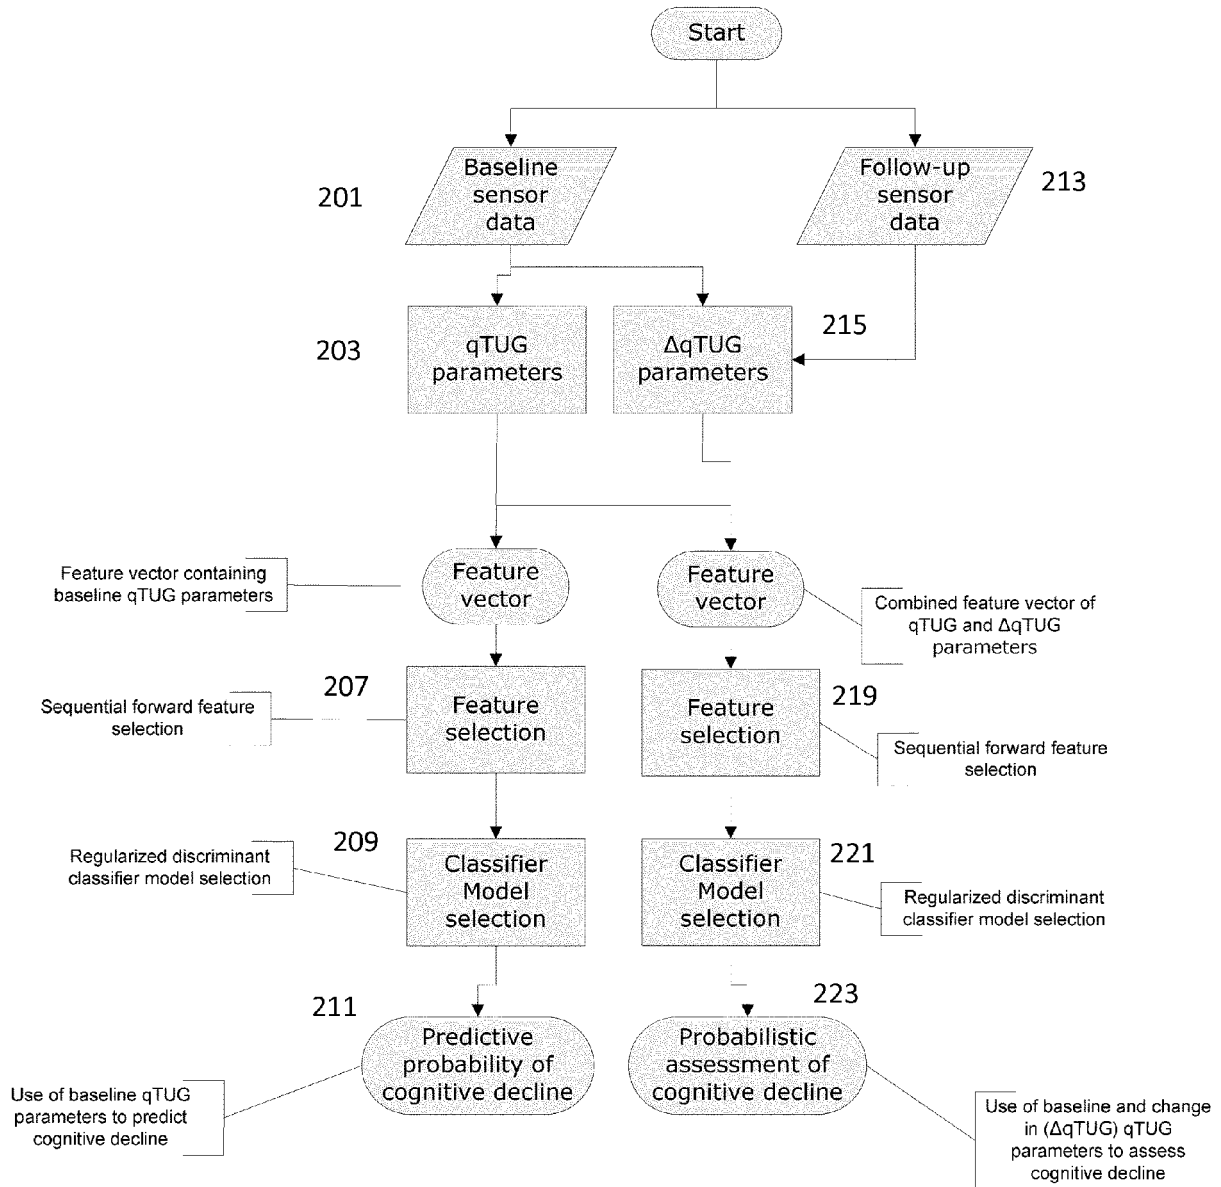 Start
Baseline
sensor
data
201
Follow-up
sensor
data
213
qTUG
parameters
203
ΔqTUG
parameters
215
Feature vector containing
baseline qTUG parameters
Feature
vector
Feature
vector
Combined feature vector of
qTUG and ΔqTUG
parameters
207
Sequential forward feature
selection
Feature
selection
Feature
selection
219
Sequential forward feature
selection
209
Regularized discriminant
classifier model selection
Classifier
Model
selection
Classifier
Model
selection
221
Regularized discriminant
classifier model selection
211
Predictive
probability of
cognitive decline
223
Probabilistic
assessment of
cognitive decline
Use of baseline qTUG
parameters to predict
cognitive decline
Use of baseline and change
in (ΔqTUG) qTUG
parameters to assess
cognitive decline